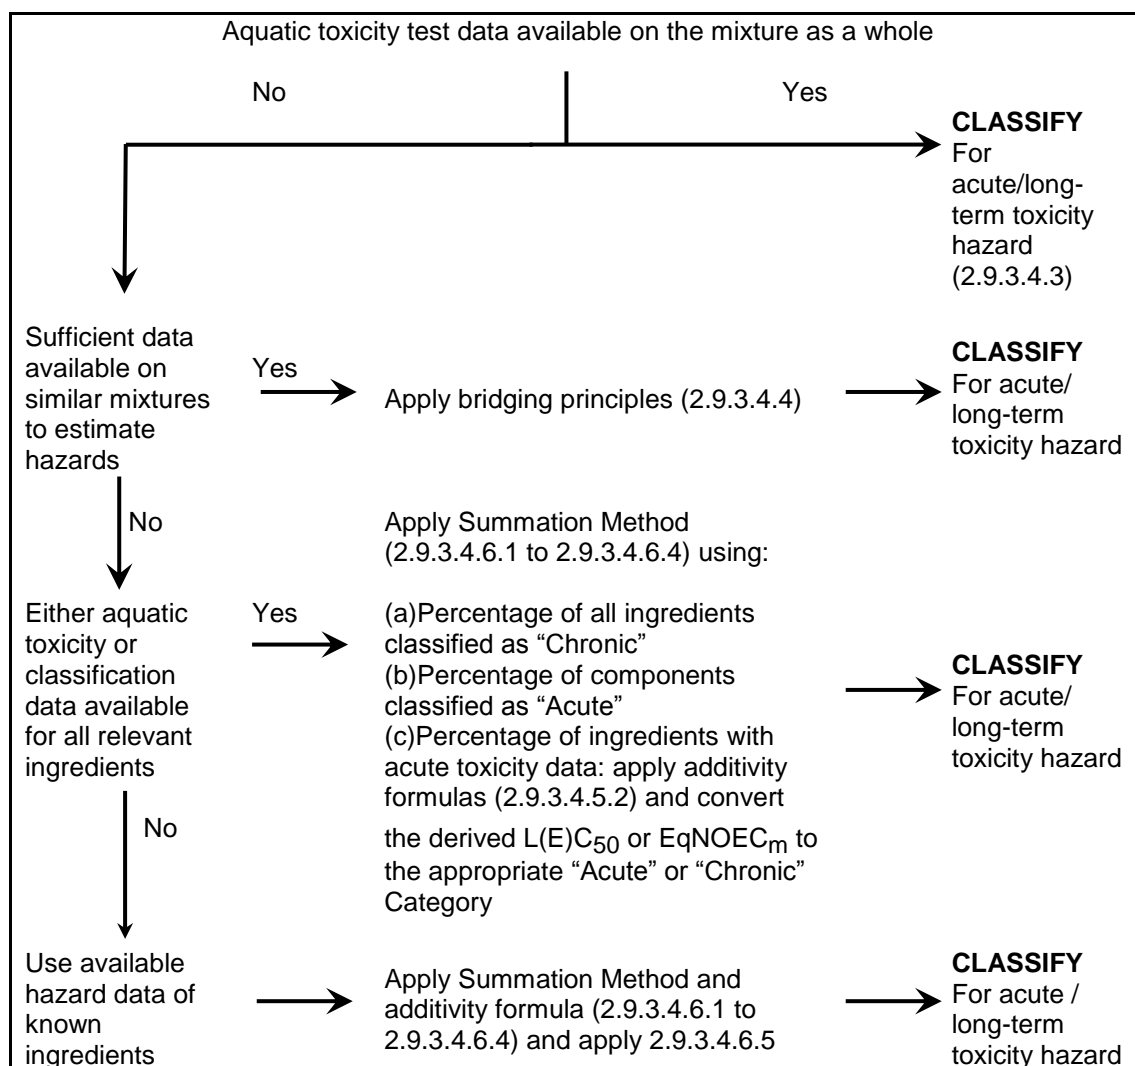 Aquatic toxicity test data available on the mixture as a whole
No
Yes
CLASSIFY
For
acute/long-
term toxicity
hazard
(2.9.3.4.3)
Sufficient data
available on
similar mixtures
to estimate
hazards
Yes
Apply bridging principles (2.9.3.4.4)
CLASSIFY
For acute/
long-term
toxicity hazard
No
Either aquatic
toxicity or
classification
data available
for all relevant
ingredients
Yes
Apply Summation Method
(2.9.3.4.6.1 to 2.9.3.4.6.4) using:
(a)Percentage of all ingredients
classified as “Chronic”
(b)Percentage of components
classified as “Acute”
(c)Percentage of ingredients with
acute toxicity data: apply additivity
formulas (2.9.3.4.5.2) and convert
the derived L(E)C50 or EqNOECm to
the appropriate “Acute” or “Chronic”
Category
CLASSIFY
For acute/
long-term
toxicity hazard
No
Use available
hazard data of
known
ingredients
Apply Summation Method and
additivity formula (2.9.3.4.6.1 to
2.9.3.4.6.4) and apply 2.9.3.4.6.5
CLASSIFY
For acute /
long-term
toxicity hazard